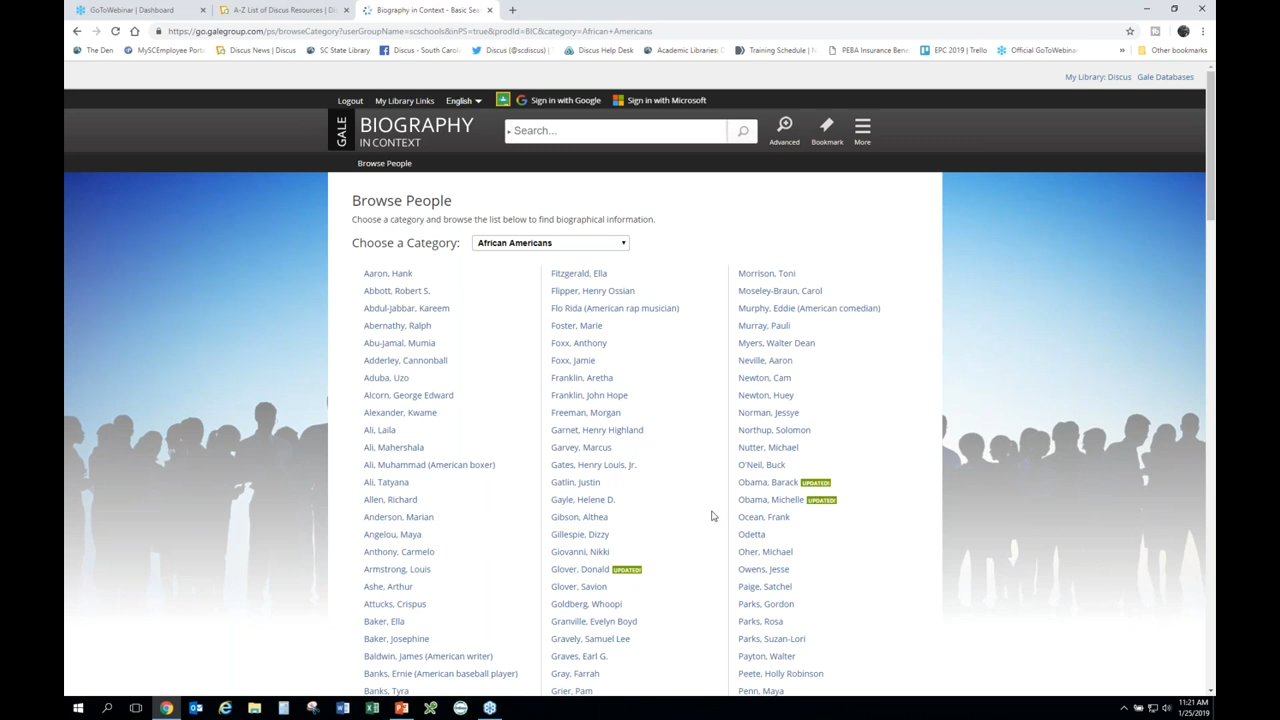 GoToWebinar | Dashboard
A-Z List of Discus Resources | Dis
Biography in Context - Basic Sea
https://go.galegroup.com/ps/browseCategory?userGroupName=scschools&inPS=true&prodId=BIC&category=African+Americans
The Den
MySCEmployee Port
Discus News | Discus
SC State Library
Discus - South Carol
Discus (@scdiscus) | T
Discus Help Desk
Academic Libraries: D
Training Schedule | N
PEBA Insurance Bene
EPC 2019 | Trello
Official GoToWebinar
Other bookmarks
My Library: Discus
Gale Databases
Logout
My Library Links
English
Sign in with Google
Sign in with Microsoft
GALE
BIOGRAPHY
IN CONTEXT
Search...
Advanced
Bookmark
More
Browse People
Browse People
Choose a category and browse the list below to find biographical information.
Choose a Category:
African Americans
Aaron, Hank
Abbott, Robert S.
Abdul-Jabbar, Kareem
Abernathy, Ralph
Abu-Jamal, Mumia
Adderley, Cannonball
Aduba, Uzo
Alcorn, George Edward
Alexander, Kwame
Ali, Laila
Ali, Mahershala
Ali, Muhammad (American boxer)
Ali, Tatyana
Allen, Richard
Anderson, Marian
Angelou, Maya
Anthony, Carmelo
Armstrong, Louis
Ashe, Arthur
Attucks, Crispus
Baker, Ella
Baker, Josephine
Baldwin, James (American writer)
Banks, Ernie (American baseball player)
Banks, Tyra
Fitzgerald, Ella
Flipper, Henry Ossian
Flo Rida (American rap musician)
Foster, Marie
Foxx, Anthony
Foxx, Jamie
Franklin, Aretha
Franklin, John Hope
Freeman, Morgan
Garnet, Henry Highland
Garvey, Marcus
Gates, Henry Louis, Jr.
Gatlin, Justin
Gayle, Helene D.
Gibson, Althea
Gillespie, Dizzy
Giovanni, Nikki
Glover, Donald UPDATED!
Glover, Savion
Goldberg, Whoopi
Granville, Evelyn Boyd
Gravely, Samuel Lee
Graves, Earl G.
Gray, Farrah
Grier, Pam
Morrison, Toni
Moseley-Braun, Carol
Murphy, Eddie (American comedian)
Murray, Pauli
Myers, Walter Dean
Neville, Aaron
Newton, Cam
Newton, Huey
Norman, Jessye
Northup, Solomon
Nutter, Michael
O'Neil, Buck
Obama, Barack UPDATED!
Obama, Michelle UPDATED!
Ocean, Frank
Odetta
Oher, Michael
Owens, Jesse
Paige, Satchel
Parks, Gordon
Parks, Rosa
Parks, Suzan-Lori
Payton, Walter
Peete, Holly Robinson
Penn, Maya
11:21 AM
1/25/2019